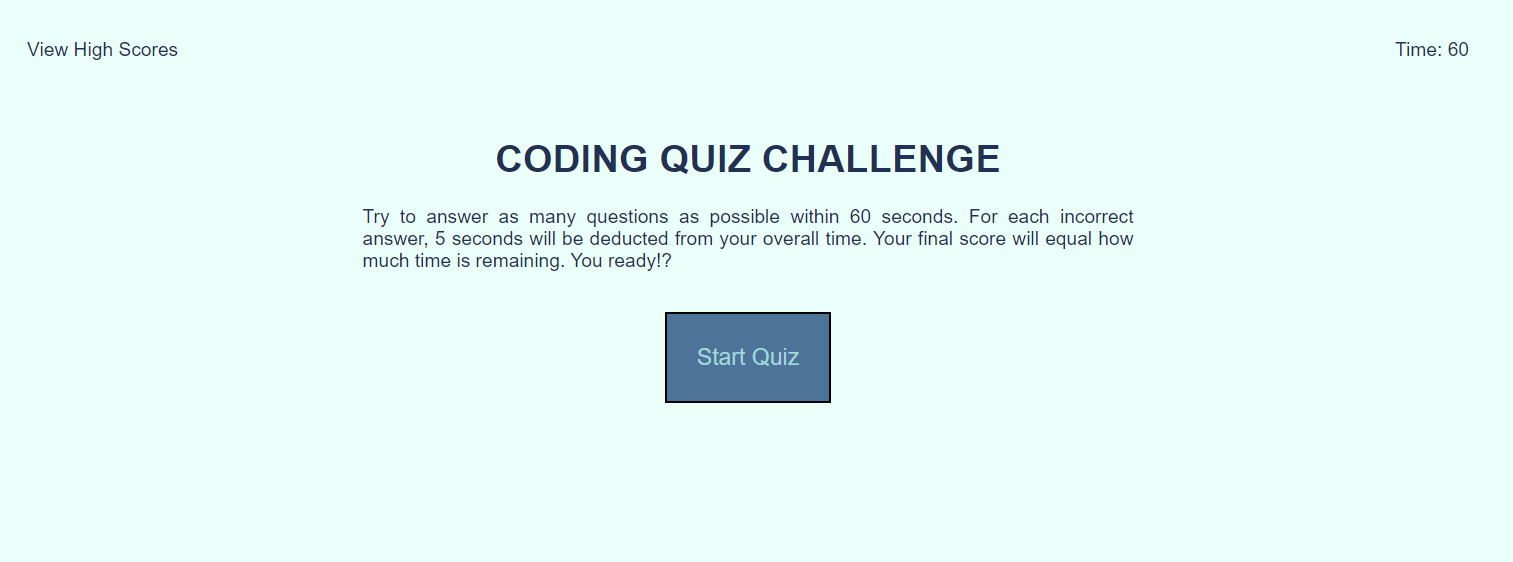 View High Scores
Time: 60
CODING QUIZ CHALLENGE
Try to answer as many questions as possible within 60 seconds. For each incorrect
answer, 5 seconds will be deducted from your overall time. Your final score will equal how
much time is remaining. You ready!?
Start Quiz